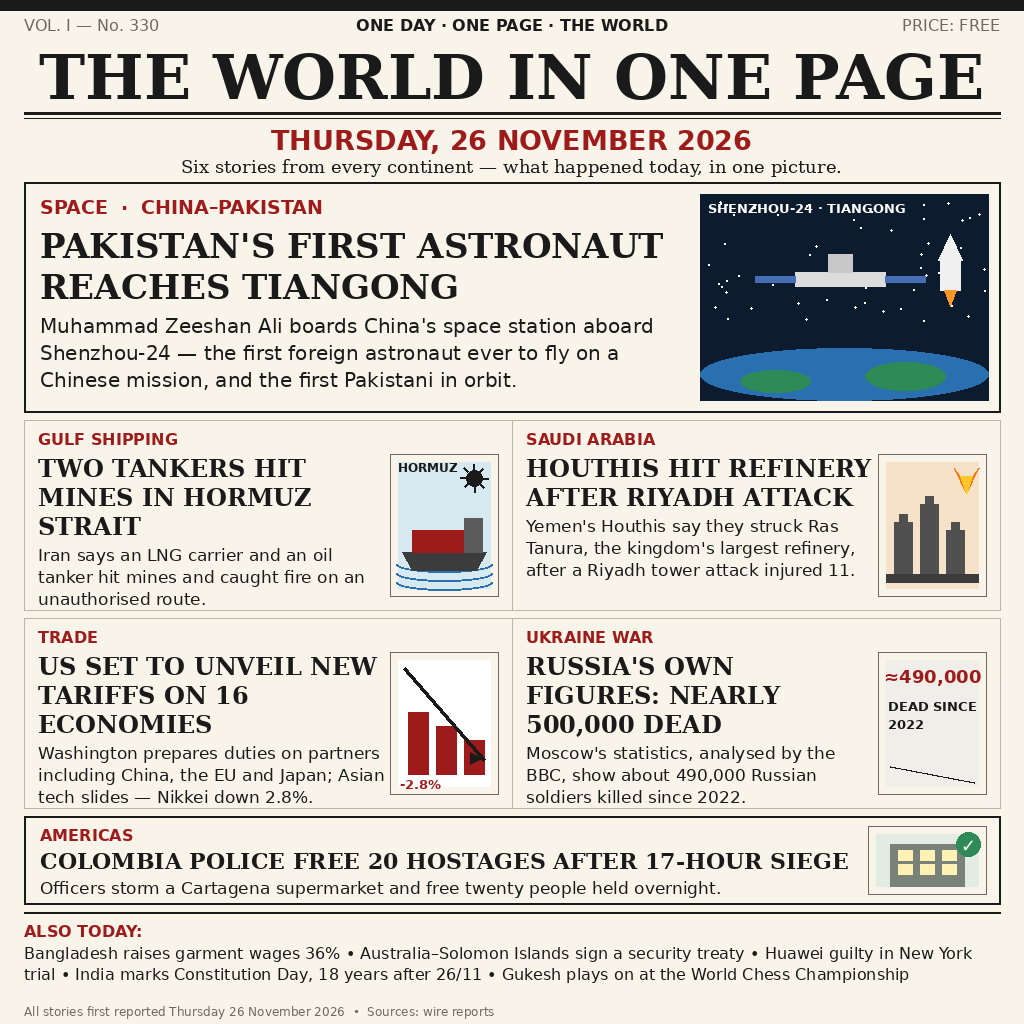 VOL. I — No. 330
ONE DAY · ONE PAGE · THE WORLD
PRICE: FREE
THE WORLD IN ONE PAGE
THURSDAY, 26 NOVEMBER 2026
Six stories from every continent — what happened today, in one picture.
SPACE · CHINA–PAKISTAN
PAKISTAN'S FIRST ASTRONAUT
REACHES TIANGONG
Muhammad Zeeshan Ali boards China's space station aboard
Shenzhou-24 — the first foreign astronaut ever to fly on a
Chinese mission, and the first Pakistani in orbit.
SHENZHOU-24 · TIANGONG
GULF SHIPPING
TWO TANKERS HIT
MINES IN HORMUZ
STRAIT
Iran says an LNG carrier and an oil
tanker hit mines and caught fire on an
unauthorised route.
HORMUZ
SAUDI ARABIA
HOUTHIS HIT REFINERY
AFTER RIYADH ATTACK
Yemen's Houthis say they struck Ras
Tanura, the kingdom's largest refinery,
after a Riyadh tower attack injured 11.
TRADE
US SET TO UNVEIL NEW
TARIFFS ON 16
ECONOMIES
Washington prepares duties on partners
including China, the EU and Japan; Asian
tech slides — Nikkei down 2.8%.
-2.8%
UKRAINE WAR
RUSSIA'S OWN
FIGURES: NEARLY
500,000 DEAD
Moscow's statistics, analysed by the
BBC, show about 490,000 Russian
soldiers killed since 2022.
≈490,000
DEAD SINCE
2022
AMERICAS
COLOMBIA POLICE FREE 20 HOSTAGES AFTER 17-HOUR SIEGE
Officers storm a Cartagena supermarket and free twenty people held overnight.
✓
ALSO TODAY:
Bangladesh raises garment wages 36% • Australia–Solomon Islands sign a security treaty • Huawei guilty in New York
trial • India marks Constitution Day, 18 years after 26/11 • Gukesh plays on at the World Chess Championship
All stories first reported Thursday 26 November 2026 • Sources: wire reports